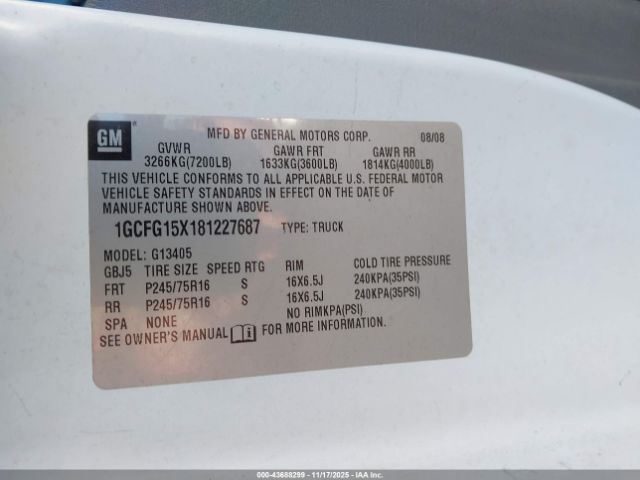 GM
MFD BY GENERAL MOTORS CORP. 08/08
GVWR GAWR FRT GAWR RR
3266KG(7200LB) 1633KG(3600LB) 1814KG(4000LB)
THIS VEHICLE CONFORMS TO ALL APPLICABLE U.S. FEDERAL MOTOR
VEHICLE SAFETY STANDARDS IN EFFECT ON THE DATE OF
MANUFACTURE SHOWN ABOVE.
1GCFG15X181227687 TYPE: TRUCK
MODEL: G13405
GBJ5 TIRE SIZE SPEED RTG RIM COLD TIRE PRESSURE
FRT P245/75R16 S 16X6.5J 240KPA(35PSI)
RR P245/75R16 S 16X6.5J 240KPA(35PSI)
SPA NONE NO RIMKPA(PSI)
SEE OWNER'S MANUAL FOR MORE INFORMATION.
000-43688299 - 11/17/2025 - IAAI.COM